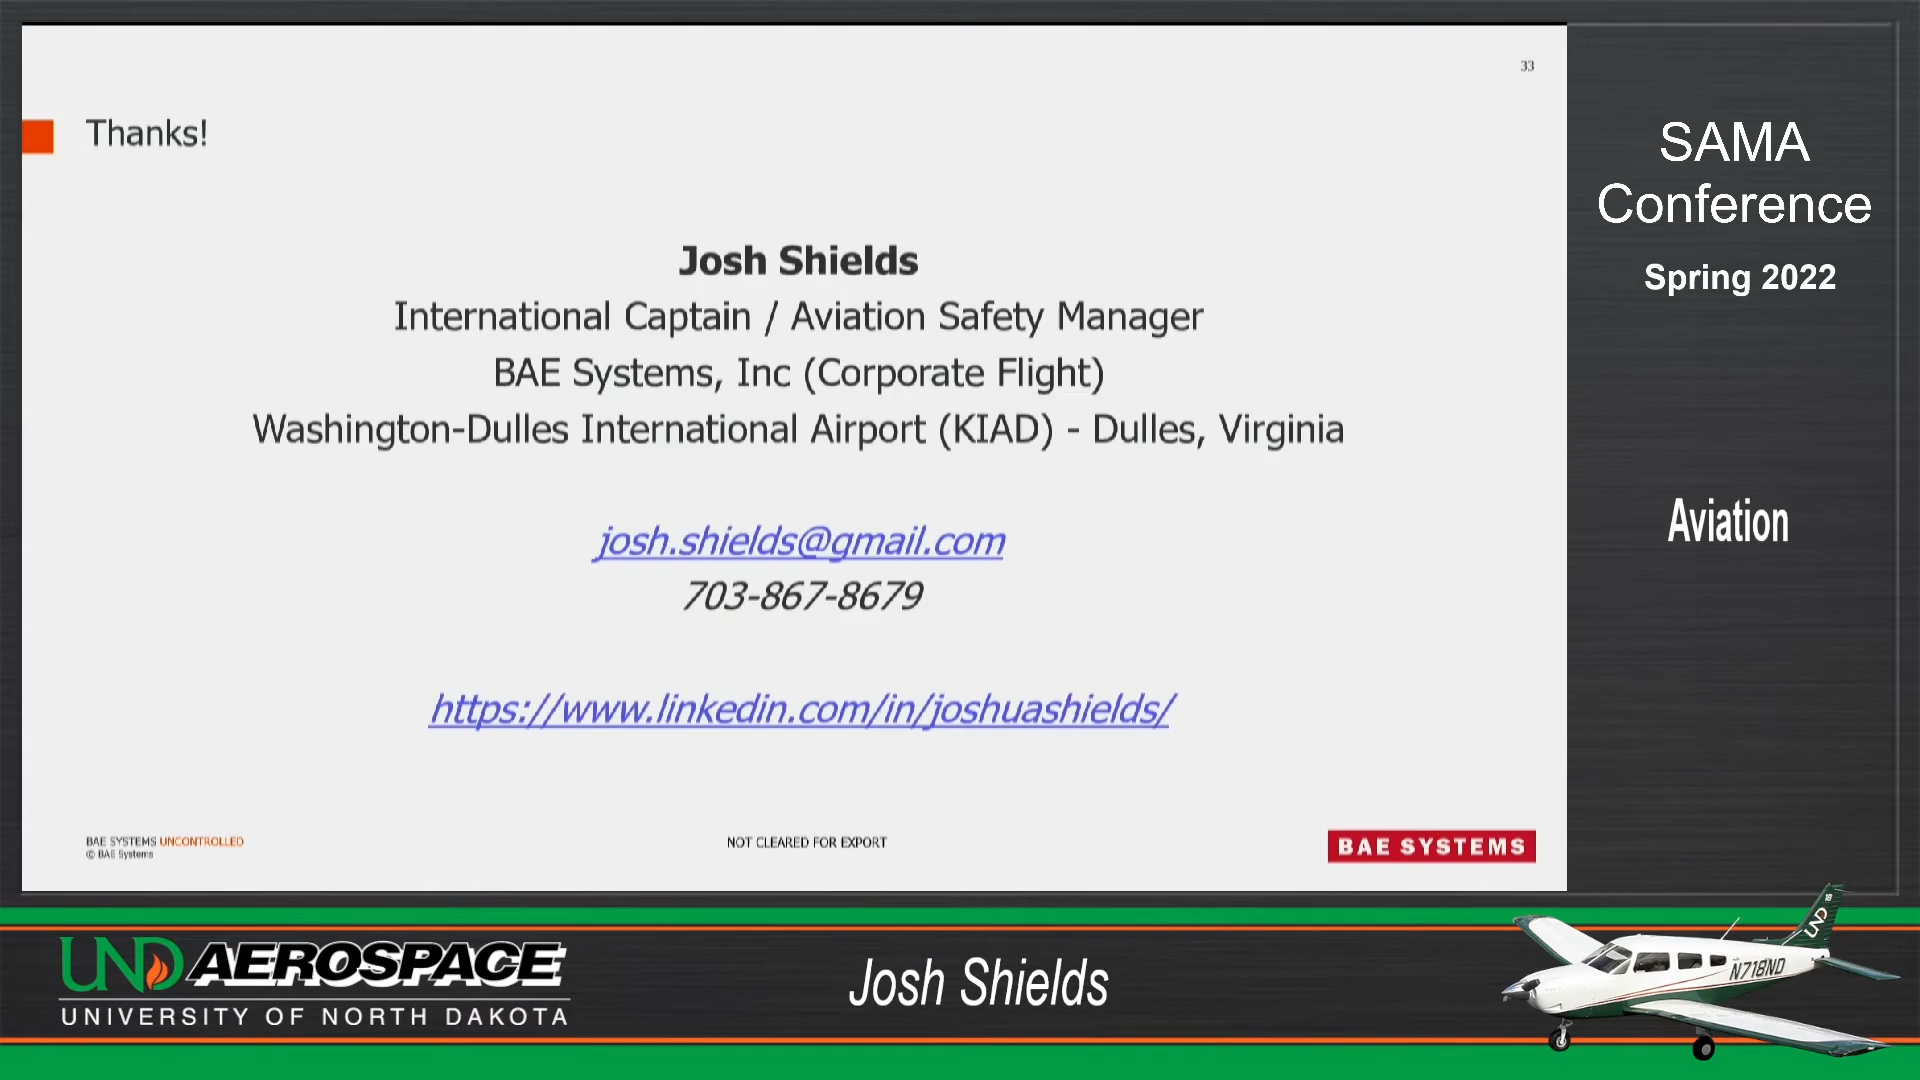 33
Thanks!
Josh Shields
International Captain / Aviation Safety Manager
BAE Systems, Inc (Corporate Flight)
Washington-Dulles International Airport (KIAD) - Dulles, Virginia
josh.shields@gmail.com
703-867-8679
https://www.linkedin.com/in/joshuashields/
BAE SYSTEMS UNCONTROLLED
© BAE Systems
NOT CLEARED FOR EXPORT
BAE SYSTEMS
SAMA
Conference
Spring 2022
Aviation
UND AEROSPACE
UNIVERSITY OF NORTH DAKOTA
Josh Shields
18
UND
N718ND